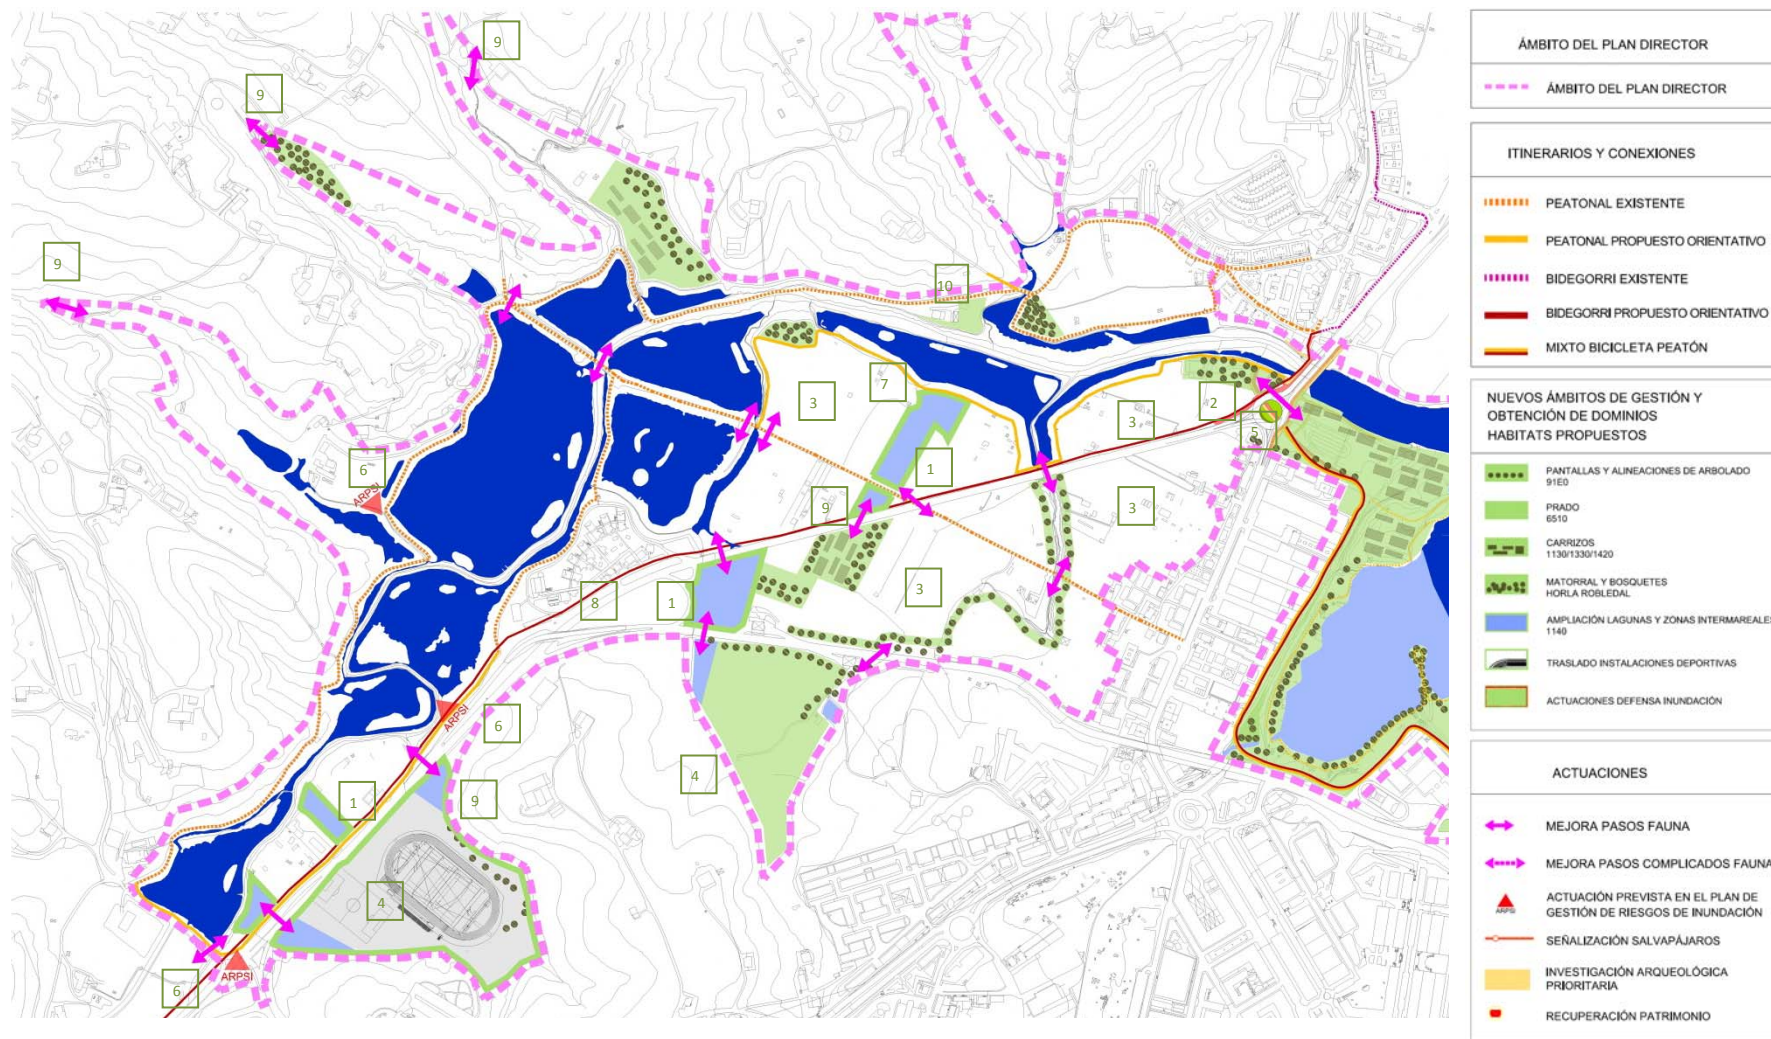 9
9
9
10
7
3
3
2
5
6
1
9
3
1
8
3
6
4
9
1
4
6
ARPSI
ARPSI
ARPSI
ÁMBITO DEL PLAN DIRECTOR
ÁMBITO DEL PLAN DIRECTOR
ITINERARIOS Y CONEXIONES
PEATONAL EXISTENTE
PEATONAL PROPUESTO ORIENTATIVO
BIDEGORRI EXISTENTE
BIDEGORRI PROPUESTO ORIENTATIVO
MIXTO BICICLETA PEATÓN
NUEVOS ÁMBITOS DE GESTIÓN Y
OBTENCIÓN DE DOMINIOS
HABITATS PROPUESTOS
PANTALLAS Y ALINEACIONES DE ARBOLADO
91E0
PRADO
6510
CARRIZOS
1130/1330/1420
MATORRAL Y BOSQUETES
HORLA ROBLEDAL
AMPLIACIÓN LAGUNAS Y ZONAS INTERMAREALES
1140
TRASLADO INSTALACIONES DEPORTIVAS
ACTUACIONES DEFENSA INUNDACIÓN
ACTUACIONES
MEJORA PASOS FAUNA
MEJORA PASOS COMPLICADOS FAUNA
ARPSI
ACTUACIÓN PREVISTA EN EL PLAN DE
GESTIÓN DE RIESGOS DE INUNDACIÓN
SEÑALIZACIÓN SALVAPÁJAROS
INVESTIGACIÓN ARQUEOLÓGICA
PRIORITARIA
RECUPERACIÓN PATRIMONIO